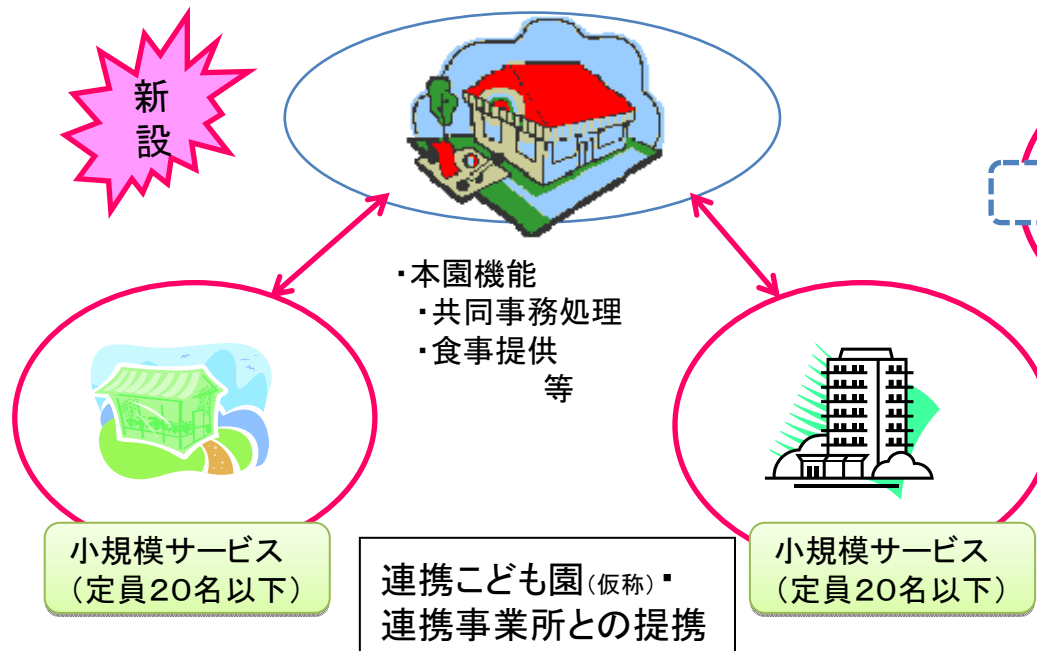 新
設
・本園機能
・共同事務処理
・食事提供
等
小規模サービス
（定員20名以下）
連携こども園(仮称)・
連携事業所との提携
小規模サービス
（定員20名以下）